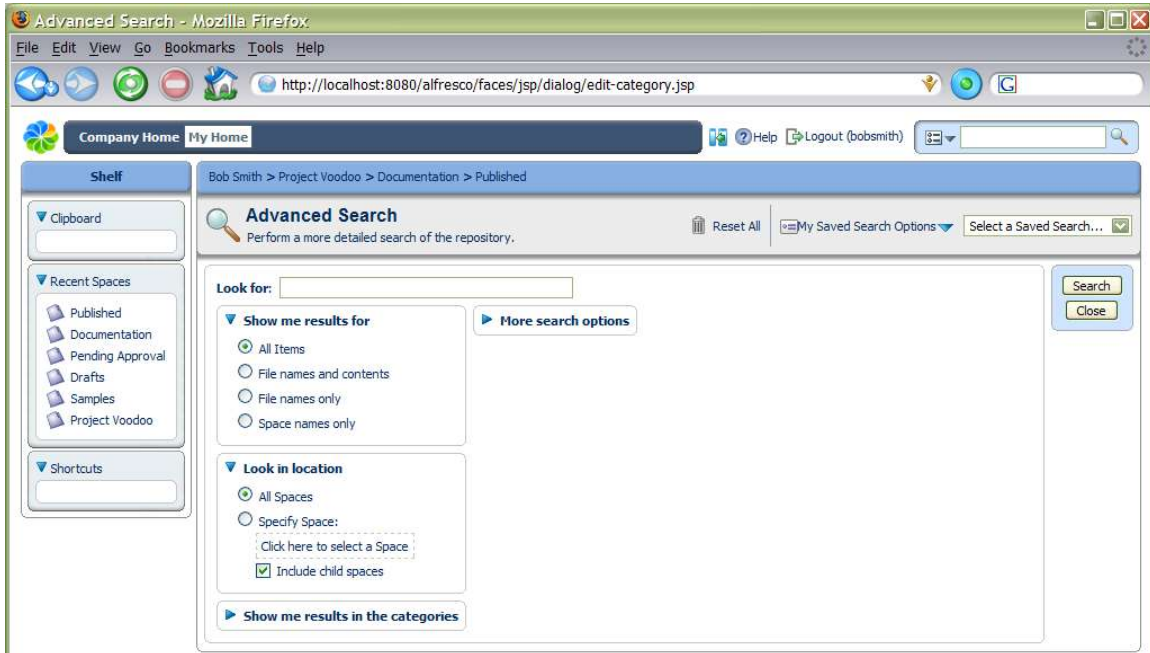 Advanced Search - Mozilla Firefox
File Edit View Go Bookmarks Tools Help
http://localhost:8080/alfresco/faces/jsp/dialog/edit-category.jsp
G
Company Home My Home
Help Logout (bobsmith)
Shelf
Bob Smith > Project Voodoo > Documentation > Published
Clipboard
Advanced Search
Perform a more detailed search of the repository.
Reset All
My Saved Search Options
Select a Saved Search...
Recent Spaces
Published
Documentation
Pending Approval
Drafts
Samples
Project Voodoo
Shortcuts
Look for:
Show me results for
All Items
File names and contents
File names only
Space names only
More search options
Look in location
All Spaces
Specify Space:
Click here to select a Space
Include child spaces
Show me results in the categories
Search
Close